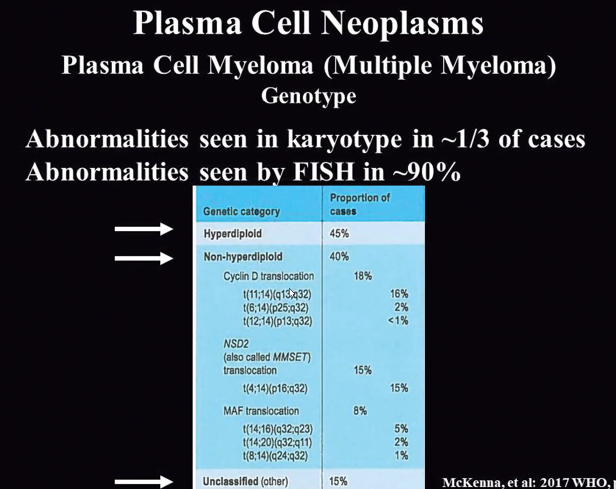 Plasma Cell Neoplasms
Plasma Cell Myeloma (Multiple Myeloma)
Genotype
Abnormalities seen in karyotype in ~1/3 of cases
Abnormalities seen by FISH in ~90%
Genetic category Proportion of cases
Hyperdiploid 45%
Non-hyperdiploid 40%
Cyclin D translocation 18%
t(11;14)(q13;q32) 16%
t(6;14)(p25;q32) 2%
t(12;14)(p13;q32) <1%
NSD2
(also called MMSET)
translocation 15%
t(4;14)(p16;q32) 15%
MAF translocation 8%
t(14;16)(q32;q23) 5%
t(14;20)(q32;q11) 2%
t(8;14)(q24;q32) 1%
Unclassified (other) 15%
McKenna, et al: 2017 WHO,